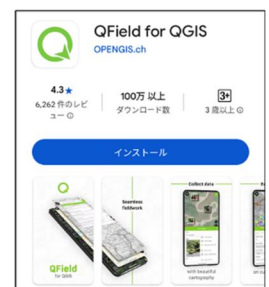 QField for QGIS
OPENGIS.ch
4.3★
6,262 件のレビ
ュー
100万 以上
ダウンロード数
3+
3 歳以上
インストール
QField
for QGIS
Seamless
fieldwork
Collect data
with beautiful
cartography